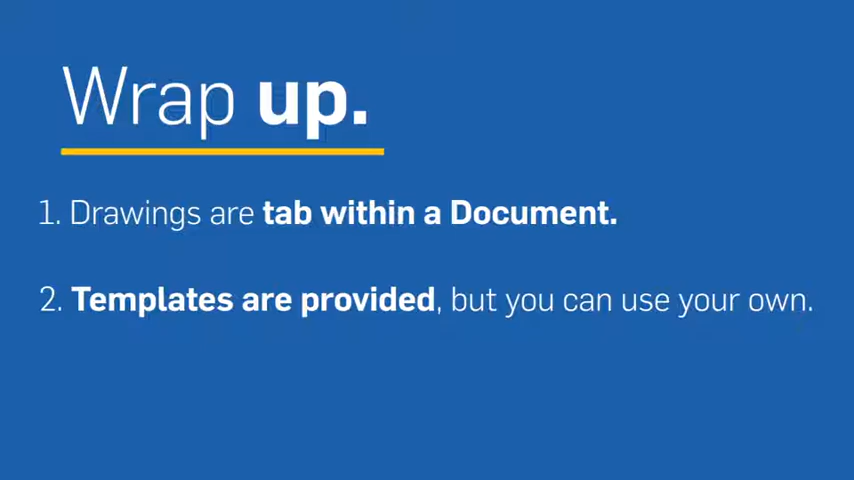 Wrap up.
1. Drawings are tab within a Document.
2. Templates are provided, but you can use your own.